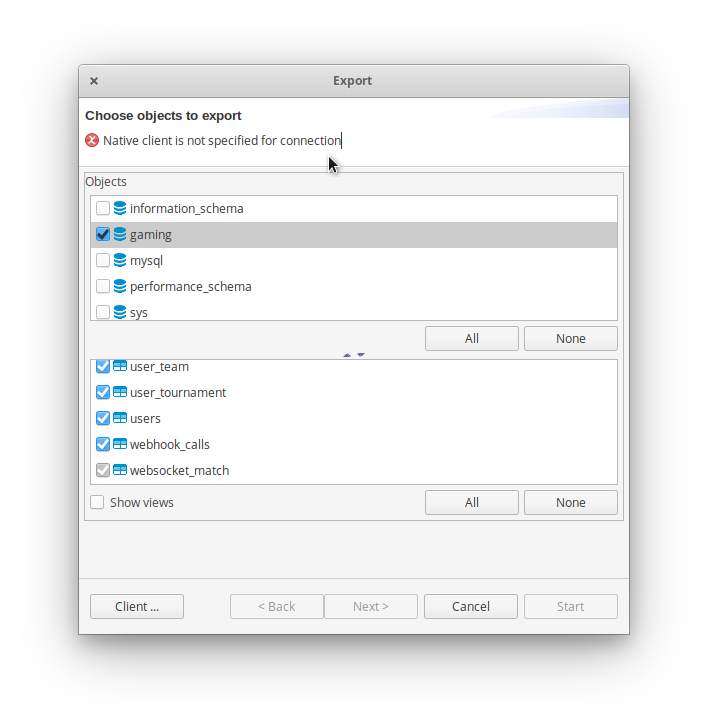 Export
Choose objects to export
Native client is not specified for connection
Objects
information_schema
gaming
mysql
performance_schema
sys
All None
user_team
user_tournament
users
webhook_calls
websocket_match
Show views All None
Client ... < Back Next > Cancel Start